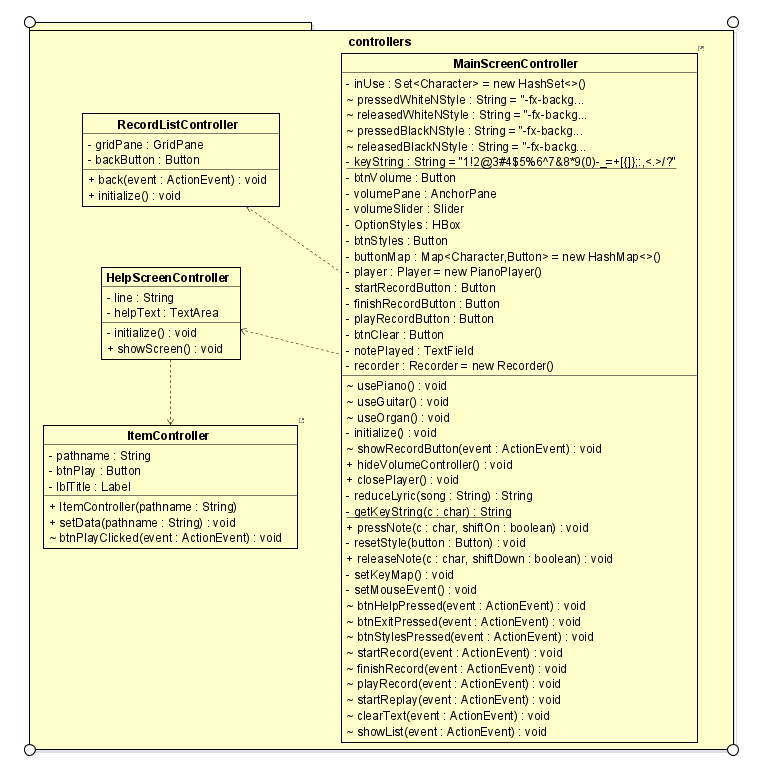 controllers
RecordListController
- gridPane : GridPane
- backButton : Button
+ back(event : ActionEvent) : void
+ initialize() : void
HelpScreenController
- line : String
- helpText : TextArea
- initialize() : void
+ showScreen() : void
ItemController
- pathname : String
- btnPlay : Button
- lblTitle : Label
+ ItemController(pathname : String)
+ setData(pathname : String) : void
~ btnPlayClicked(event : ActionEvent) : void
MainScreenController
- inUse : Set<Character> = new HashSet<>()
~ pressedWhiteNStyle : String = "-fx-backg...
~ releasedWhiteNStyle : String = "-fx-backg...
~ pressedBlackNStyle : String = "-fx-backg...
~ releasedBlackNStyle : String = "-fx-backg...
- keyString : String = "1!2@3#4$5%6^7&8*9(0)-_=+[{]};:,<.>/?"
- btnVolume : Button
- volumePane : AnchorPane
- volumeSlider : Slider
- OptionStyles : HBox
- btnStyles : Button
- buttonMap : Map<Character,Button> = new HashMap<>()
- player : Player = new PianoPlayer()
- startRecordButton : Button
- finishRecordButton : Button
- playRecordButton : Button
- btnClear : Button
- notePlayed : TextField
- recorder : Recorder = new Recorder()
~ usePiano() : void
~ useGuitar() : void
~ useOrgan() : void
- initialize() : void
~ showRecordButton(event : ActionEvent) : void
+ hideVolumeController() : void
+ closePlayer() : void
- reduceLyric(song : String) : String
- getKeyString(c : char) : String
+ pressNote(c : char, shiftOn : boolean) : void
- resetStyle(button : Button) : void
+ releaseNote(c : char, shiftDown : boolean) : void
- setKeyMap() : void
- setMouseEvent() : void
~ btnHelpPressed(event : ActionEvent) : void
~ btnExitPressed(event : ActionEvent) : void
~ btnStylesPressed(event : ActionEvent) : void
~ startRecord(event : ActionEvent) : void
~ finishRecord(event : ActionEvent) : void
~ playRecord(event : ActionEvent) : void
~ startReplay(event : ActionEvent) : void
~ clearText(event : ActionEvent) : void
~ showList(event : ActionEvent) : void